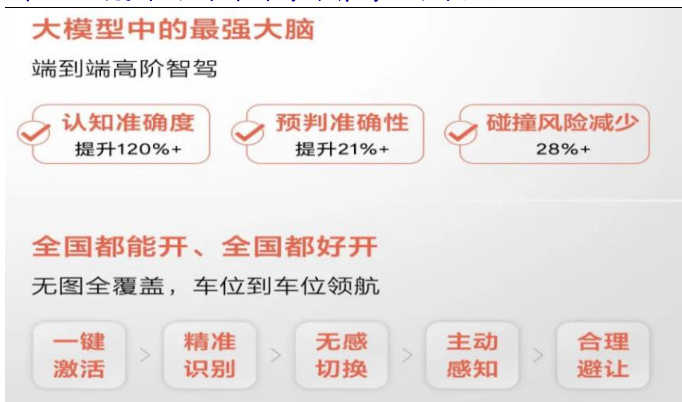 大模型中的最强大脑
端到端高阶智驾
认知准确度
提升120%+
预判准确性
提升21%+
碰撞风险减少
28%+
全国都能开、全国都好开
无图全覆盖，车位到车位领航
一键
激活
>
精准
识别
>
无感
切换
>
主动
感知
>
合理
避让